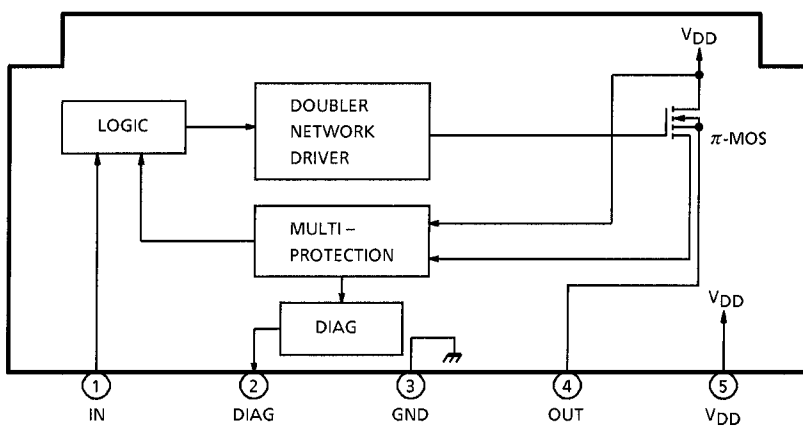 VDD
LOGIC
DOUBLER
NETWORK
DRIVER
π-MOS
MULTI –
PROTECTION
VDD
DIAG
1
2
3
4
5
IN
DIAG
GND
OUT
VDD